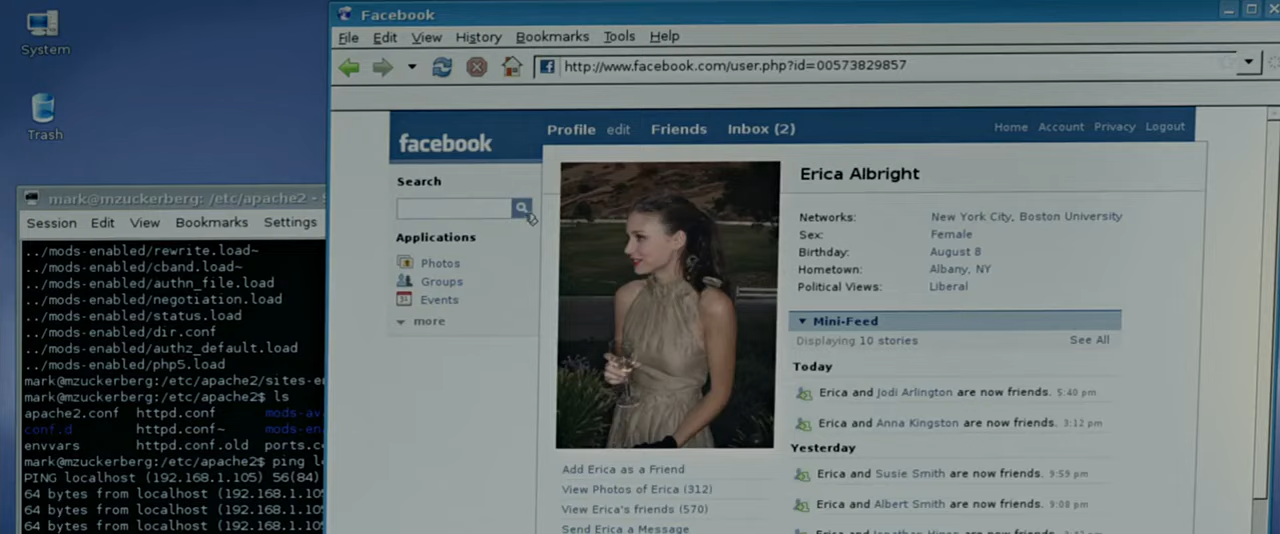 System
Trash
Facebook
File Edit View History Bookmarks Tools Help
http://www.facebook.com/user.php?id=00573829857
facebook
Profile edit Friends Inbox (2)
Home Account Privacy Logout
Search
Applications
Photos
Groups
Events
more
Erica Albright
Networks: New York City, Boston University
Sex: Female
Birthday: August 8
Hometown: Albany, NY
Political Views: Liberal
Mini-Feed
Displaying 10 stories See All
Today
Erica and Jodi Arlington are now friends. 5:40 pm
Erica and Anna Kingston are now friends. 3:12 pm
Yesterday
Erica and Susie Smith are now friends. 9:59 pm
Erica and Albert Smith are now friends. 9:08 pm
Add Erica as a Friend
View Photos of Erica (312)
View Erica's friends (570)
Send Erica a Message
mark@mzuckerberg: /etc/apache2 -
Session Edit View Bookmarks Settings
../mods-enabled/rewrite.load~
../mods-enabled/cband.load~
../mods-enabled/authn_file.load
../mods-enabled/negotiation.load
../mods-enabled/status.load
../mods-enabled/dir.conf
../mods-enabled/authz_default.load
../mods-enabled/php5.load
mark@mzuckerberg:/etc/apache2/sites-e
mark@mzuckerberg:/etc/apache2$ ls
apache2.conf httpd.conf mods-av
conf.d httpd.conf~ mods-en
envvars httpd.conf.old ports.c
mark@mzuckerberg:/etc/apache2$ ping l
PING localhost (192.168.1.105) 56(84)
64 bytes from localhost (192.168.1.10
64 bytes from localhost (192.168.1.10
64 bytes from localhost (192.168.1.10